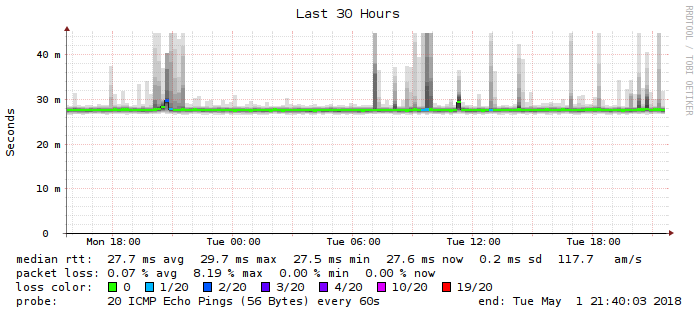 Last 30 Hours
RRDTOOL / TOBI OETIKER
Seconds
40 m
30 m
20 m
10 m
0
Mon 18:00 Tue 00:00 Tue 06:00 Tue 12:00 Tue 18:00
median rtt: 27.7 ms avg 29.7 ms max 27.5 ms min 27.6 ms now 0.2 ms sd 117.7 am/s
packet loss: 0.07 % avg 8.19 % max 0.00 % min 0.00 % now
loss color: 0 1/20 2/20 3/20 4/20 10/20 19/20
probe: 20 ICMP Echo Pings (56 Bytes) every 60s end: Tue May 1 21:40:03 2018